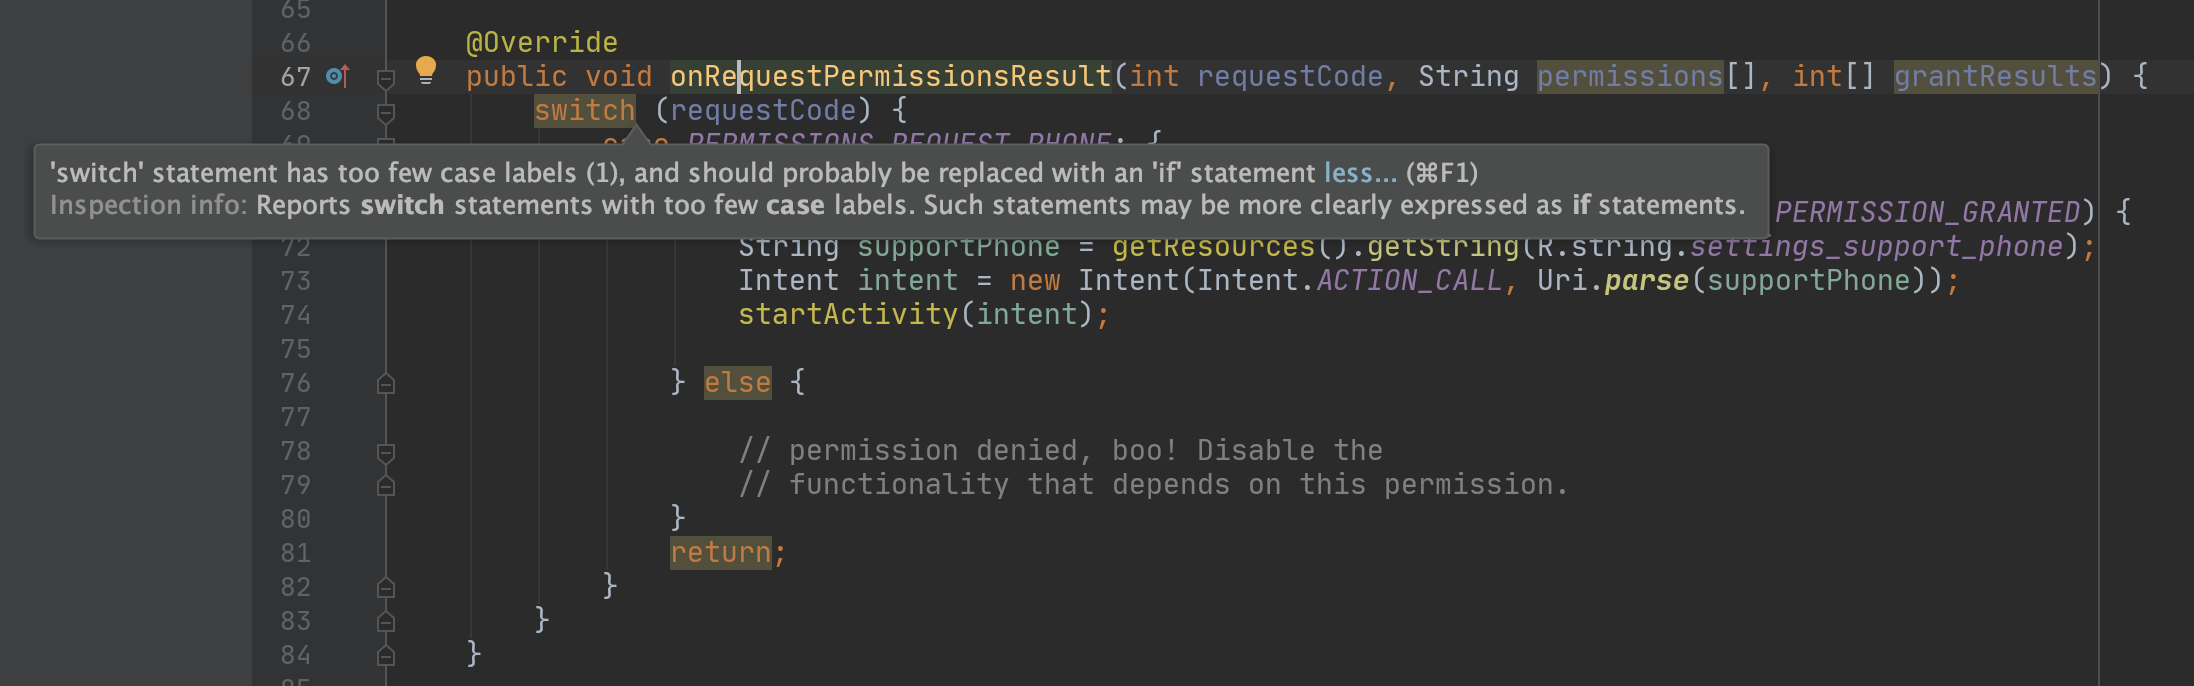 65
66 @Override
67 public void onRequestPermissionsResult(int requestCode, String permissions[], int[] grantResults) {
68 switch (requestCode) {
69 case PERMISSIONS_REQUEST_PHONE: {
'switch' statement has too few case labels (1), and should probably be replaced with an 'if' statement less... (⌘F1)
Inspection info: Reports switch statements with too few case labels. Such statements may be more clearly expressed as if statements.
PERMISSION_GRANTED) {
72 String supportPhone = getResources().getString(R.string.settings_support_phone);
73 Intent intent = new Intent(Intent.ACTION_CALL, Uri.parse(supportPhone));
74 startActivity(intent);
75
76 } else {
77
78 // permission denied, boo! Disable the
79 // functionality that depends on this permission.
80 }
81 return;
82 }
83 }
84 }
85